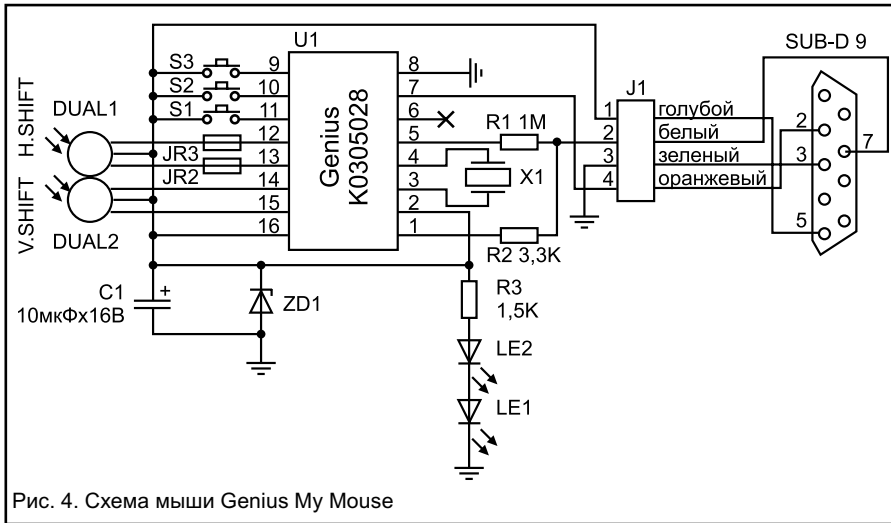 U1
SUB-D 9
S3
9
8
S2
10
7
S1
11
6
H.SHIFT
DUAL1
12
5
R1 1M
JR3
13
4
X1
JR2
14
3
V.SHIFT
DUAL2
15
2
16
1
R2 3,3K
Genius
K0305028
J1
1
голубой
2
белый
3
зеленый
4
оранжевый
2
7
3
5
C1
+
10мкФх16В
ZD1
R3
1,5K
LE2
LE1
Рис. 4. Схема мыши Genius My Mouse